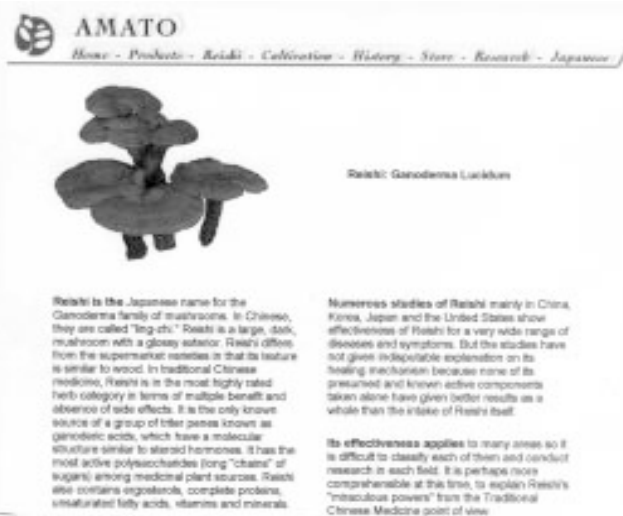 AMATO
Home - Products - Reishi - Cultivation - History - Store - Research - Japanese
Reishi: Ganoderma Lucidum
Reishi is the Japanese name for the
Ganoderma family of mushrooms. In Chinese,
they are called "ling-chi." Reishi is a large, dark,
mushroom with a glossy exterior. Reishi differs
from the supermarket varieties in that its texture
is similar to wood. In traditional Chinese
medicine, Reishi is in the most highly rated
herb category in terms of multiple benefit and
absence of side effects. It is the only known
source of a group of triter penes known as
ganoderic acids, which have a molecular
structure similar to steroid hormones. It has the
most active polysaccharides (long "chains" of
sugars) among medicinal plant sources. Reishi
also contains ergosterols, complete proteins,
unsaturated fatty acids, vitamins and minerals.
Numerous studies of Reishi mainly in China,
Korea, Japan and the United States show
effectiveness of Reishi for a very wide range of
diseases and symptoms. But the studies have
not given indisputable explanation on its
healing mechanism because none of its
presumed and known active components
taken alone have given better results as a
whole than the intake of Reishi itself.
Its effectiveness applies to many areas so it
is difficult to classify each of them and conduct
research in each field. It is perhaps more
comprehensible at this time, to explain Reishi's
"miraculous powers" from the Traditional
Chinese Medicine point of view.